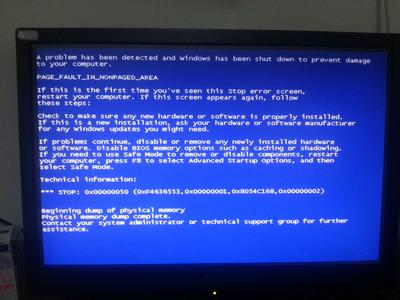 A problem has been detected and windows has been shut down to prevent damage
to your computer.
PAGE_FAULT_IN_NONPAGED_AREA
If this is the first time you've seen this Stop error screen,
restart your computer. If this screen appears again, follow
these steps:
Check to make sure any new hardware or software is properly installed.
If this is a new installation, ask your hardware or software manufacturer
for any Windows updates you might need.
If problems continue, disable or remove any newly installed hardware
or software. Disable BIOS memory options such as caching or shadowing.
If you need to use Safe Mode to remove or disable components, restart
your computer, press F8 to select Advanced Startup Options, and then
select Safe Mode.
Technical information:
*** STOP: 0x00000050 (0xF4636553,0x00000001,0x8054C168,0x00000002)
Beginning dump of physical memory
Physical memory dump complete.
Contact your system administrator or technical support group for further
assistance.